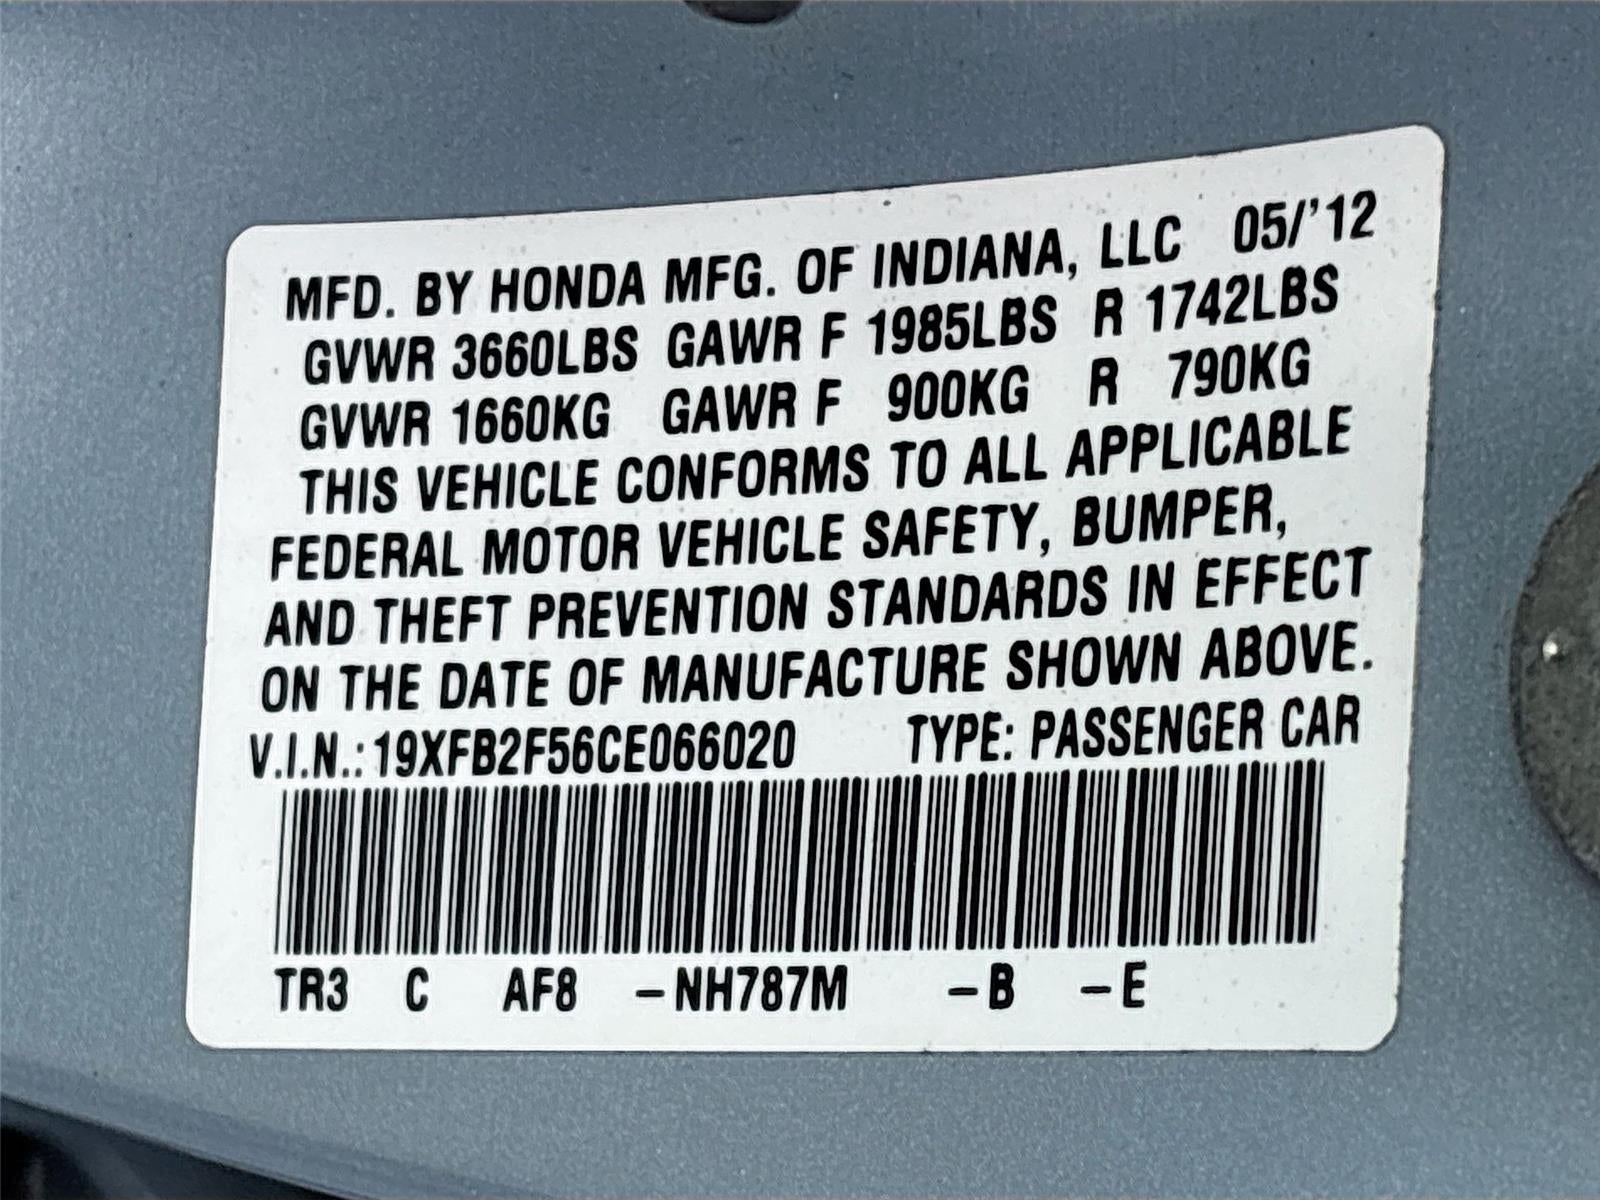 MFD. BY HONDA MFG. OF INDIANA, LLC 05/'12
GVWR 3660LBS GAWR F 1985LBS R 1742LBS
GVWR 1660KG GAWR F 900KG R 790KG
THIS VEHICLE CONFORMS TO ALL APPLICABLE
FEDERAL MOTOR VEHICLE SAFETY, BUMPER,
AND THEFT PREVENTION STANDARDS IN EFFECT
ON THE DATE OF MANUFACTURE SHOWN ABOVE.
V.I.N.: 19XFB2F56CE066020 TYPE: PASSENGER CAR
TR3 C AF8 –NH787M –B –E